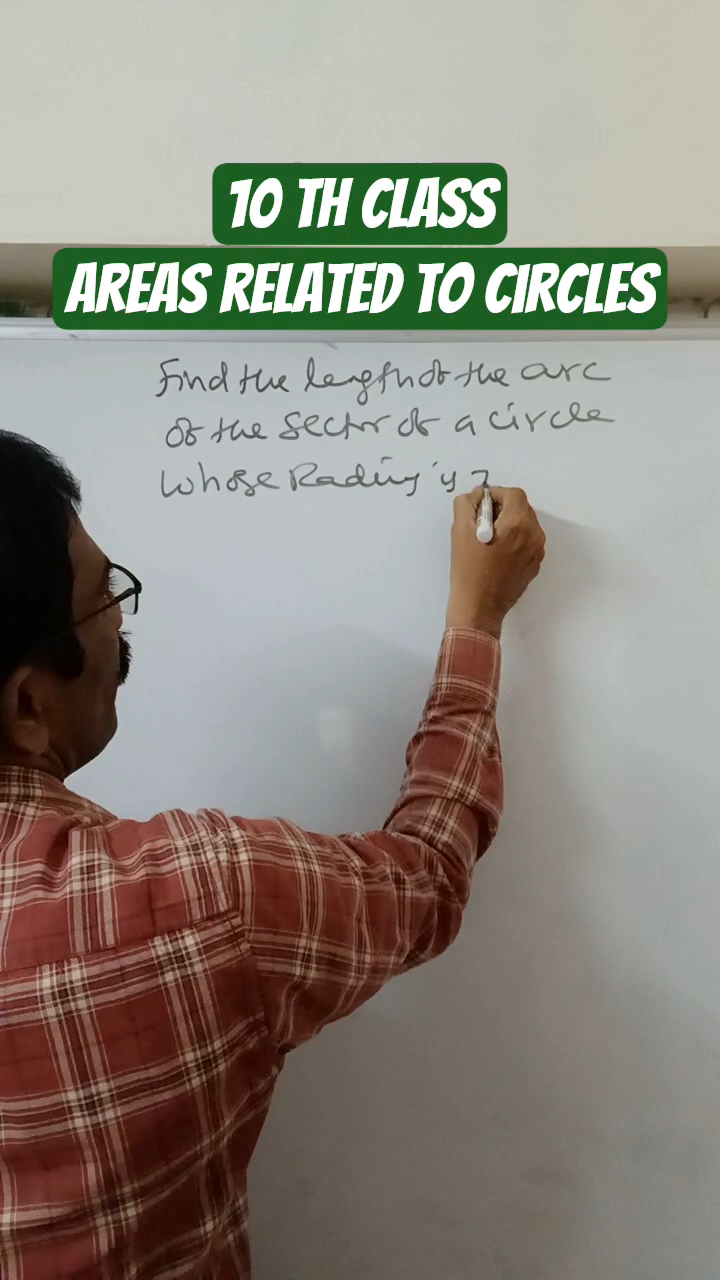 10 TH CLASS
AREAS RELATED TO CIRCLES
Find the length of the arc
of the Sector of a circle
whose Radius is